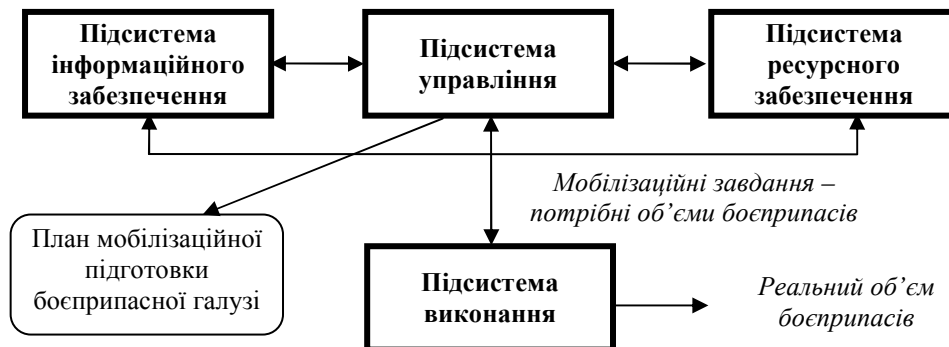 Підсистема
інформаційного
забезпечення
Підсистема
управління
Підсистема
ресурсного
забезпечення
Мобілізаційні завдання –
потрібні об’єми боєприпасів
План мобілізаційної
підготовки
боєприпасної галузі
Підсистема
виконання
Реальний об’єм
боєприпасів